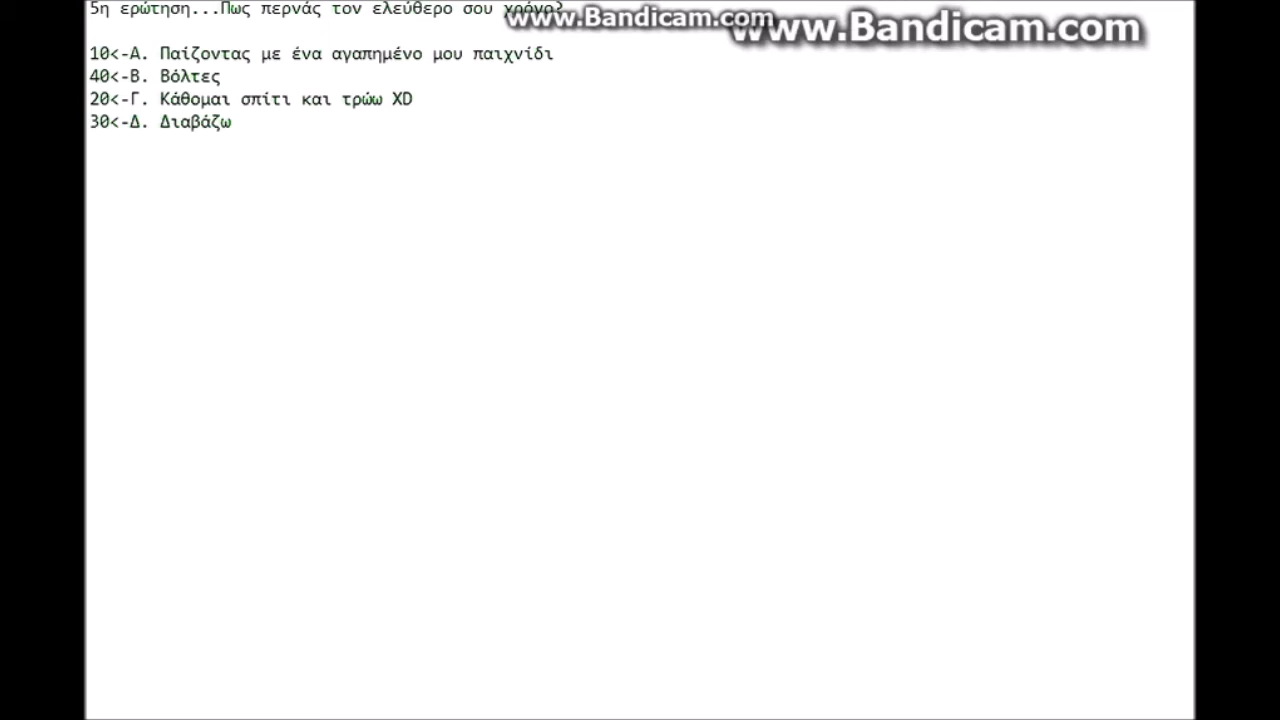 5η ερώτηση...Πως περνάς τον ελεύθερο σου χρόνο?
www.Bandicam.com
www.Bandicam.com
10<-Α. Παίζοντας με ένα αγαπημένο μου παιχνίδι
40<-Β. Βόλτες
20<-Γ. Κάθομαι σπίτι και τρώω XD
30<-Δ. Διαβάζω